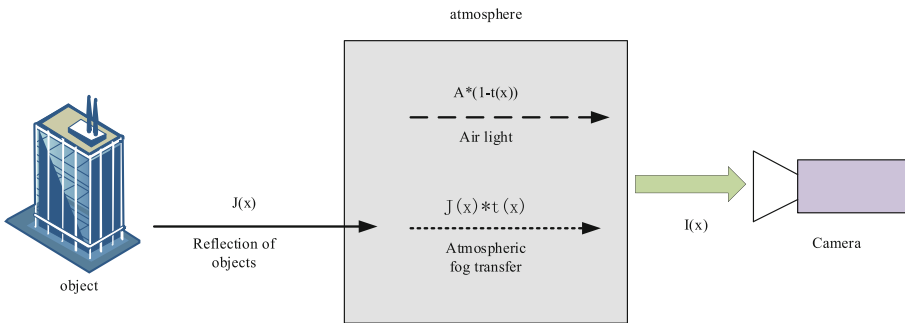 atmosphere
A*(1-t(x))
Air light
J(x)
Reflection of
objects
J(x)*t(x)
Atmospheric
fog transfer
I(x)
Camera
object